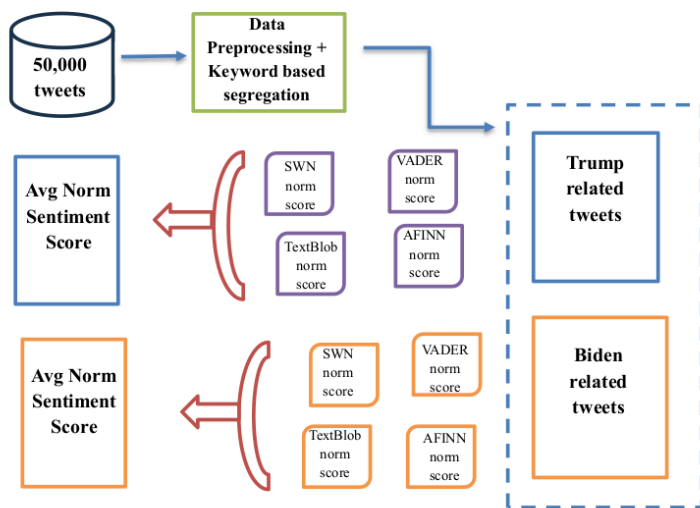 50,000
tweets
Data
Preprocessing +
Keyword based
segregation
Avg Norm
Sentiment
Score
SWN
norm
score
VADER
norm
score
TextBlob
norm
score
AFINN
norm
score
Trump
related
tweets
Avg Norm
Sentiment
Score
SWN
norm
score
VADER
norm
score
TextBlob
norm
score
AFINN
norm
score
Biden
related
tweets